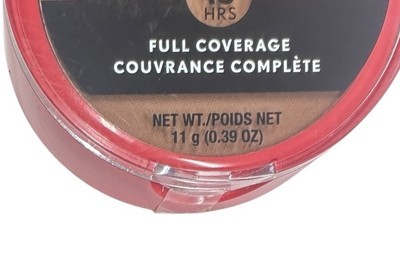 HRS
FULL COVERAGE
COUVRANCE COMPLÈTE
NET WT./POIDS NET
11 g (0.39 OZ)